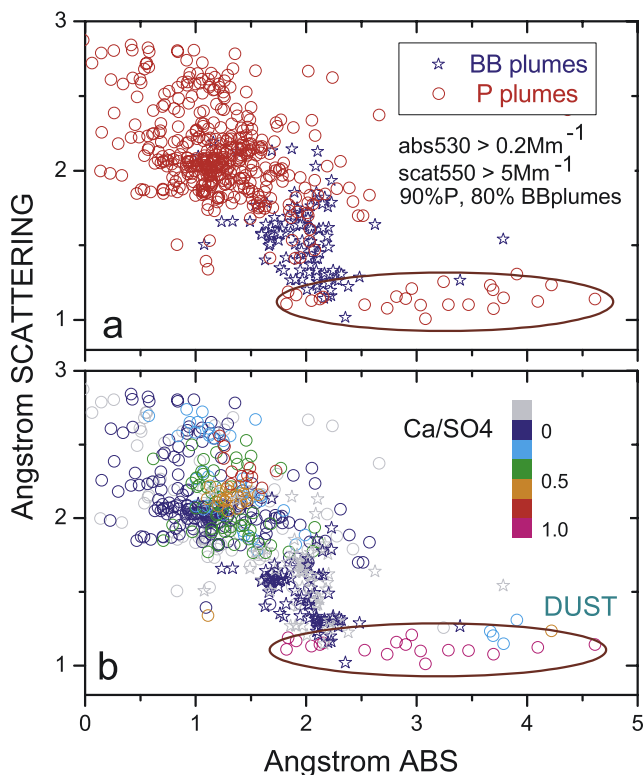 3
BB plumes
P plumes
abs530 > 0.2Mm-1
scat550 > 5Mm-1
90%P, 80% BBplumes
2
1
a
Angstrom SCATTERING
3
Ca/SO4
0
0.5
1.0
2
DUST
1
b
0 1 2 3 4 5
Angstrom ABS